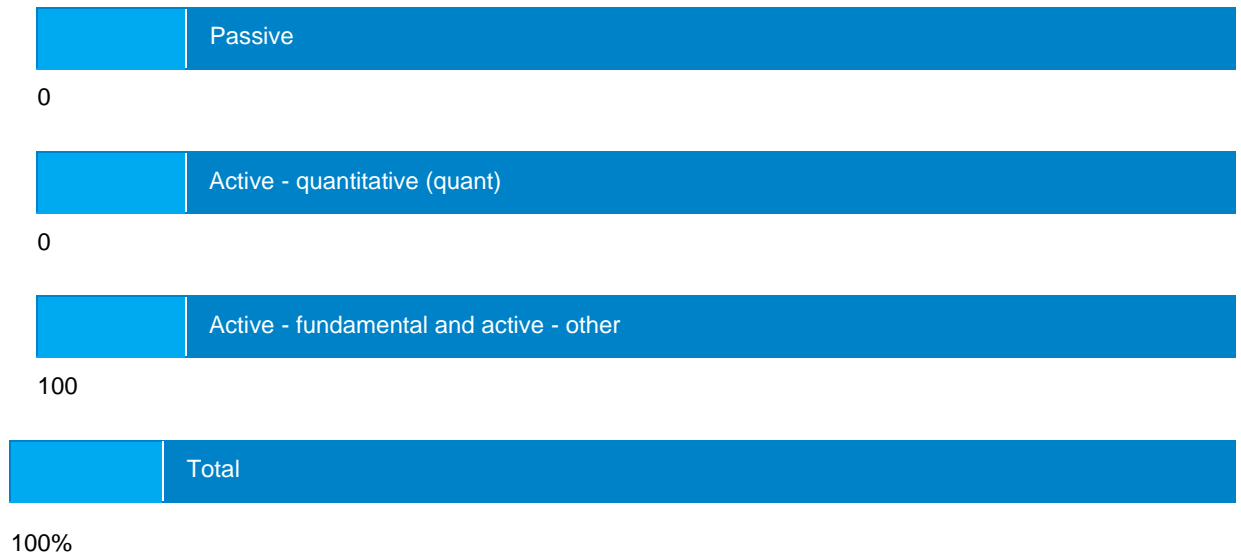 Passive
0
Active - quantitative (quant)
0
Active - fundamental and active - other
100
Total
100%